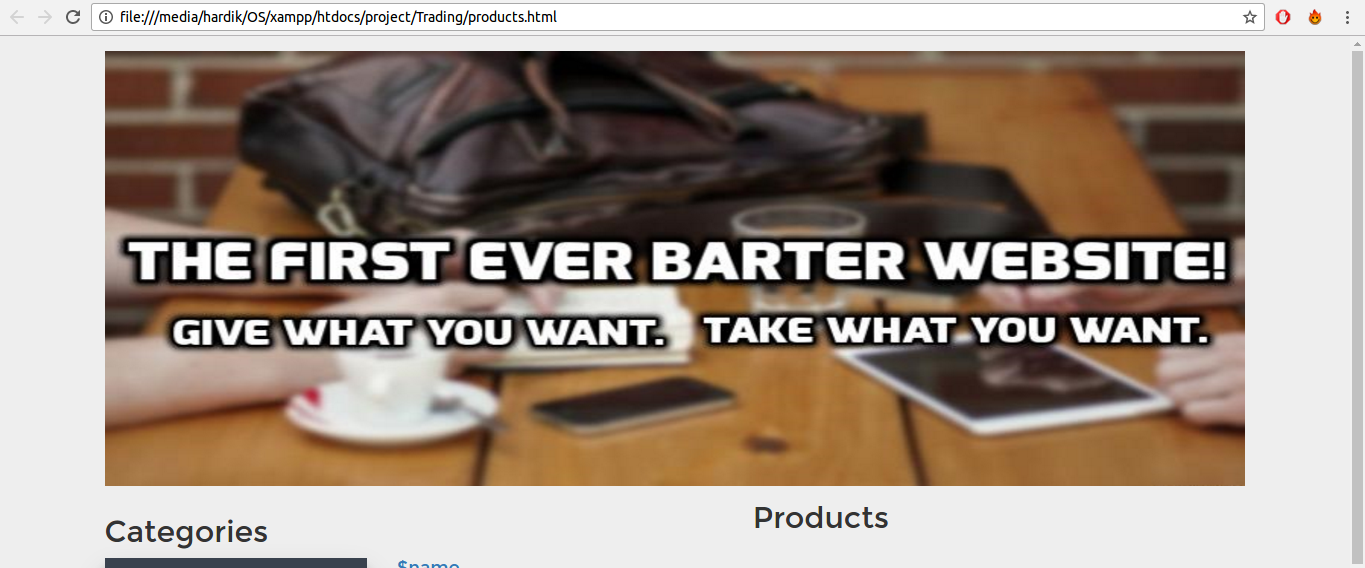 file:///media/hardik/OS/xampp/htdocs/project/Trading/products.html
THE FIRST EVER BARTER WEBSITE!
GIVE WHAT YOU WANT. TAKE WHAT YOU WANT.
Products
Categories
$name